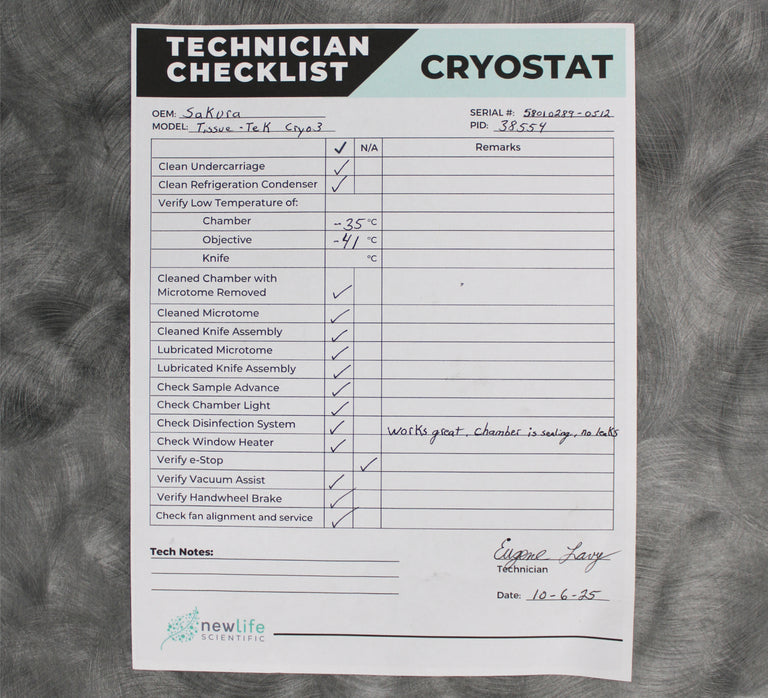 TECHNICIAN
CHECKLIST
CRYOSTAT
OEM: Sakura
SERIAL #: 58010289-0512
MODEL: Tissue-Tek Cryo3
PID: 38554
✓ N/A Remarks
Clean Undercarriage ✓
Clean Refrigeration Condenser ✓
Verify Low Temperature of:
Chamber -35 °C
Objective -41 °C
Knife °C
Cleaned Chamber with
Microtome Removed ✓
Cleaned Microtome ✓
Cleaned Knife Assembly ✓
Lubricated Microtome ✓
Lubricated Knife Assembly ✓
Check Sample Advance ✓
Check Chamber Light ✓
Check Disinfection System ✓ works great, chamber is sealing, no leaks
Check Window Heater ✓
Verify e-Stop ✓
Verify Vacuum Assist ✓
Verify Handwheel Brake ✓
Check fan alignment and service ✓
Tech Notes:
Eugene Lavy
Technician
Date: 10-6-25
newlife
SCIENTIFIC